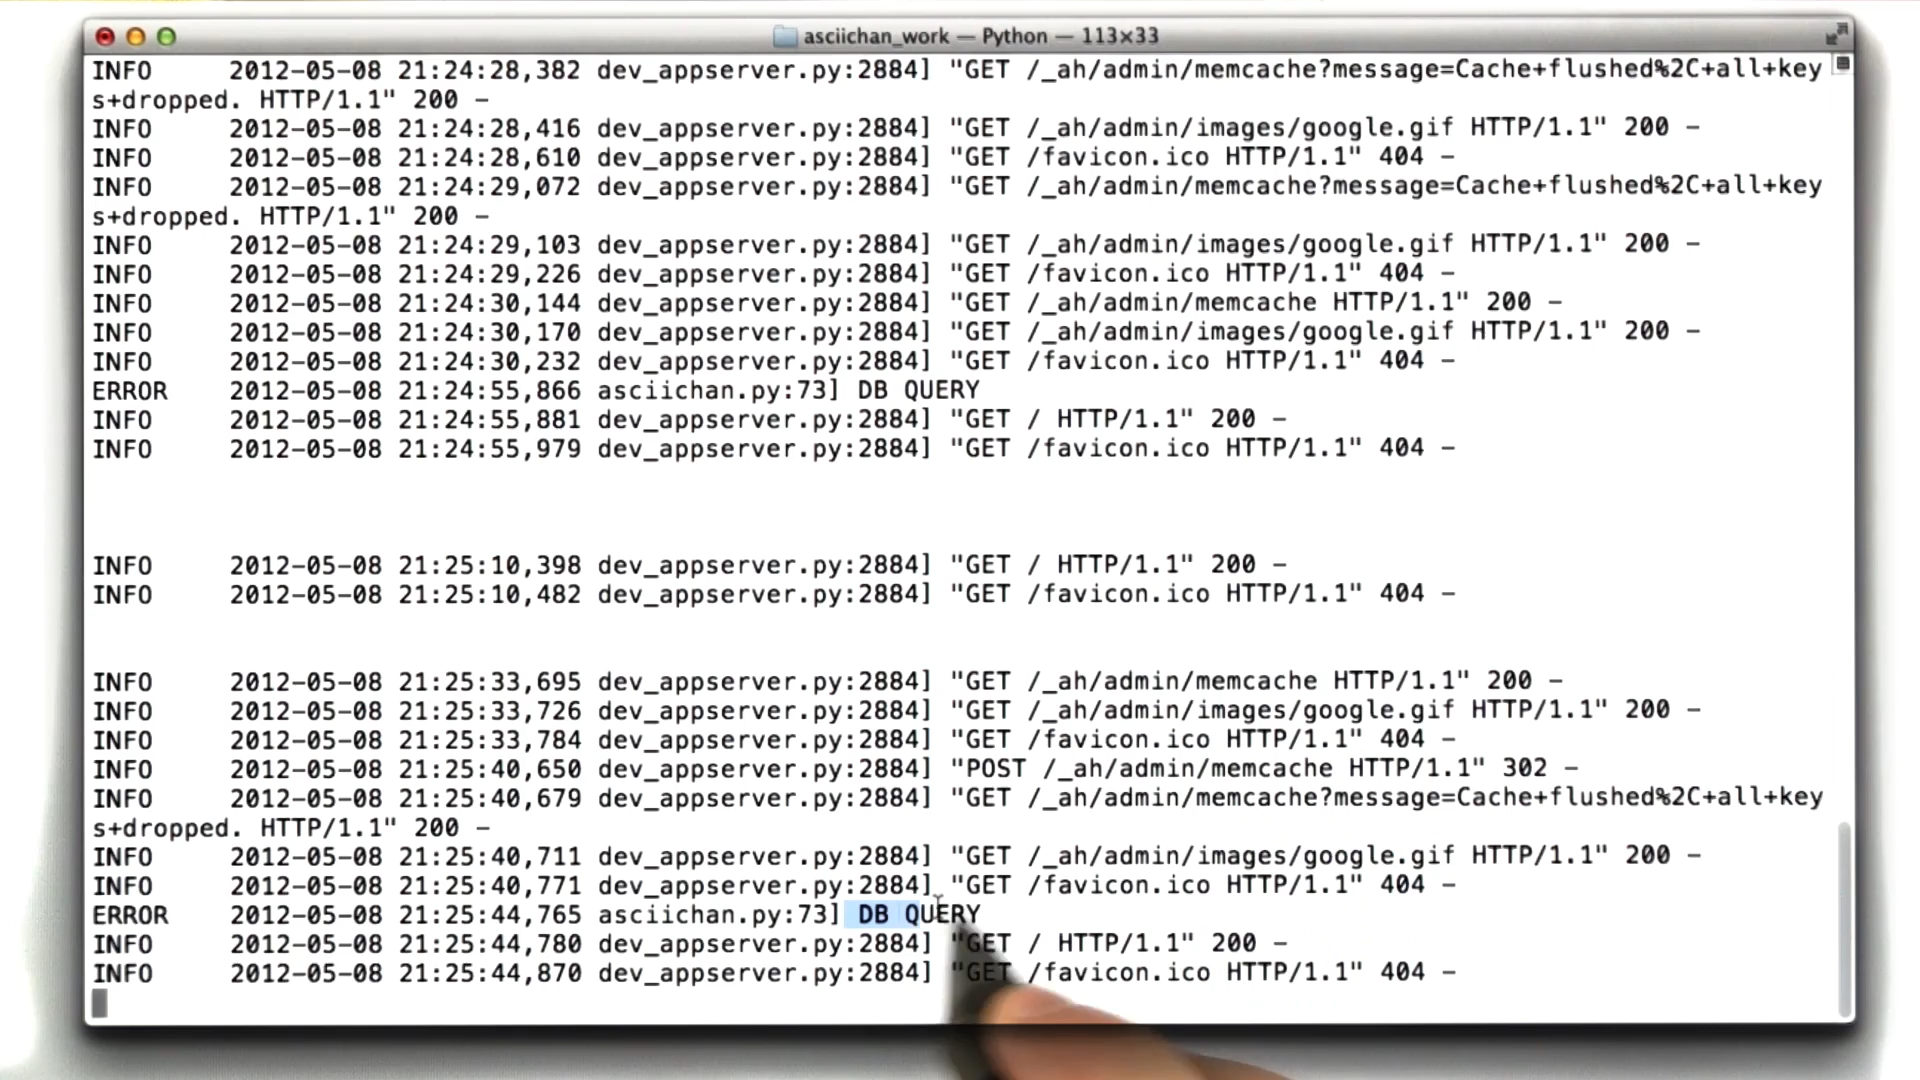 asciichan_work — Python — 113×33
INFO     2012-05-08 21:24:28,382 dev_appserver.py:2884] "GET /_ah/admin/memcache?message=Cache+flushed%2C+all+key
s+dropped. HTTP/1.1" 200 -
INFO     2012-05-08 21:24:28,416 dev_appserver.py:2884] "GET /_ah/admin/images/google.gif HTTP/1.1" 200 -
INFO     2012-05-08 21:24:28,610 dev_appserver.py:2884] "GET /favicon.ico HTTP/1.1" 404 -
INFO     2012-05-08 21:24:29,072 dev_appserver.py:2884] "GET /_ah/admin/memcache?message=Cache+flushed%2C+all+key
s+dropped. HTTP/1.1" 200 -
INFO     2012-05-08 21:24:29,103 dev_appserver.py:2884] "GET /_ah/admin/images/google.gif HTTP/1.1" 200 -
INFO     2012-05-08 21:24:29,226 dev_appserver.py:2884] "GET /favicon.ico HTTP/1.1" 404 -
INFO     2012-05-08 21:24:30,144 dev_appserver.py:2884] "GET /_ah/admin/memcache HTTP/1.1" 200 -
INFO     2012-05-08 21:24:30,170 dev_appserver.py:2884] "GET /_ah/admin/images/google.gif HTTP/1.1" 200 -
INFO     2012-05-08 21:24:30,232 dev_appserver.py:2884] "GET /favicon.ico HTTP/1.1" 404 -
ERROR    2012-05-08 21:24:55,866 asciichan.py:73] DB QUERY
INFO     2012-05-08 21:24:55,881 dev_appserver.py:2884] "GET / HTTP/1.1" 200 -
INFO     2012-05-08 21:24:55,979 dev_appserver.py:2884] "GET /favicon.ico HTTP/1.1" 404 -
INFO     2012-05-08 21:25:10,398 dev_appserver.py:2884] "GET / HTTP/1.1" 200 -
INFO     2012-05-08 21:25:10,482 dev_appserver.py:2884] "GET /favicon.ico HTTP/1.1" 404 -
INFO     2012-05-08 21:25:33,695 dev_appserver.py:2884] "GET /_ah/admin/memcache HTTP/1.1" 200 -
INFO     2012-05-08 21:25:33,726 dev_appserver.py:2884] "GET /_ah/admin/images/google.gif HTTP/1.1" 200 -
INFO     2012-05-08 21:25:33,784 dev_appserver.py:2884] "GET /favicon.ico HTTP/1.1" 404 -
INFO     2012-05-08 21:25:40,650 dev_appserver.py:2884] "POST /_ah/admin/memcache HTTP/1.1" 302 -
INFO     2012-05-08 21:25:40,679 dev_appserver.py:2884] "GET /_ah/admin/memcache?message=Cache+flushed%2C+all+key
s+dropped. HTTP/1.1" 200 -
INFO     2012-05-08 21:25:40,711 dev_appserver.py:2884] "GET /_ah/admin/images/google.gif HTTP/1.1" 200 -
INFO     2012-05-08 21:25:40,771 dev_appserver.py:2884] "GET /favicon.ico HTTP/1.1" 404 -
ERROR    2012-05-08 21:25:44,765 asciichan.py:73] DB QUERY
INFO     2012-05-08 21:25:44,780 dev_appserver.py:2884] "GET / HTTP/1.1" 200 -
INFO     2012-05-08 21:25:44,870 dev_appserver.py:2884] "GET /favicon.ico HTTP/1.1" 404 -